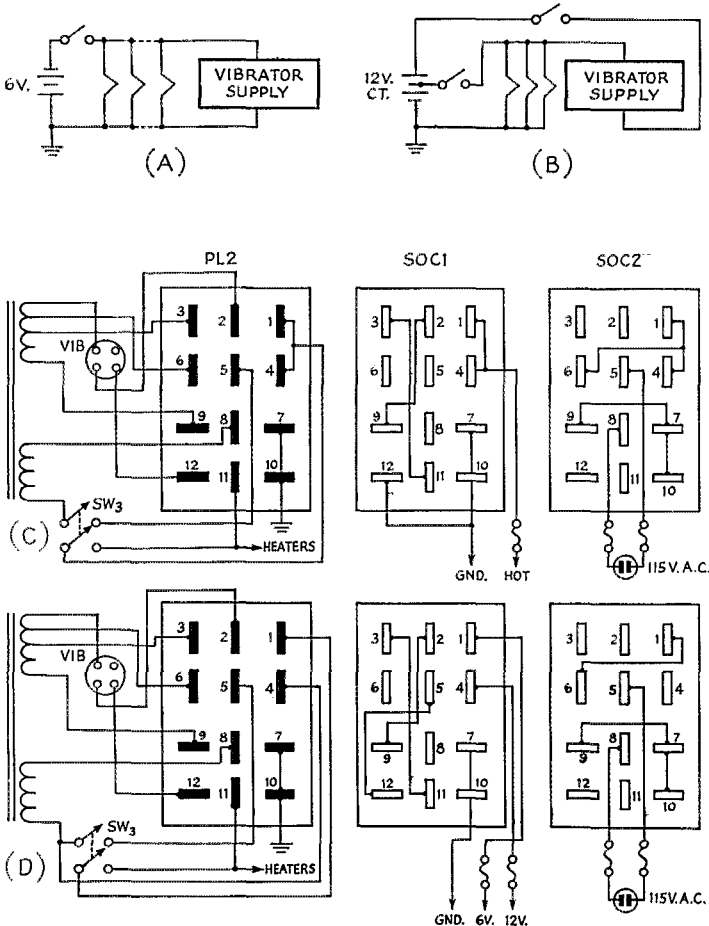 6V.
VIBRATOR
SUPPLY
(A)
12V.
CT.
VIBRATOR
SUPPLY
(B)
PL2
SOC1
SOC2
VIB
3 2 1
6 5 4
9 8 7
12 11 10
SW3
HEATERS
(C)
3 2 1
6 5 4
9 8 7
12 11 10
GND. HOT
3 2 1
6 5 4
9 8 7
12 11 10
115V. A.C.
VIB
3 2 1
6 5 4
9 8 7
12 11 10
SW3
HEATERS
(D)
3 2 1
6 5 4
9 8 7
12 11 10
GND. 6V. 12V.
3 2 1
6 5 4
9 8 7
12 11 10
115V. A.C.